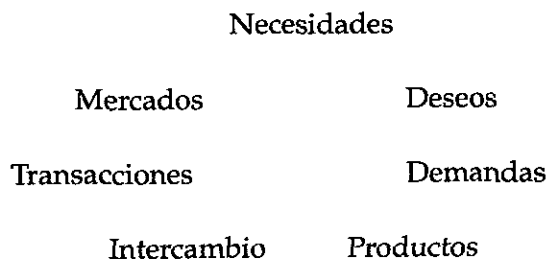 Necesidades
Mercados Deseos
Transacciones Demandas
Intercambio Productos